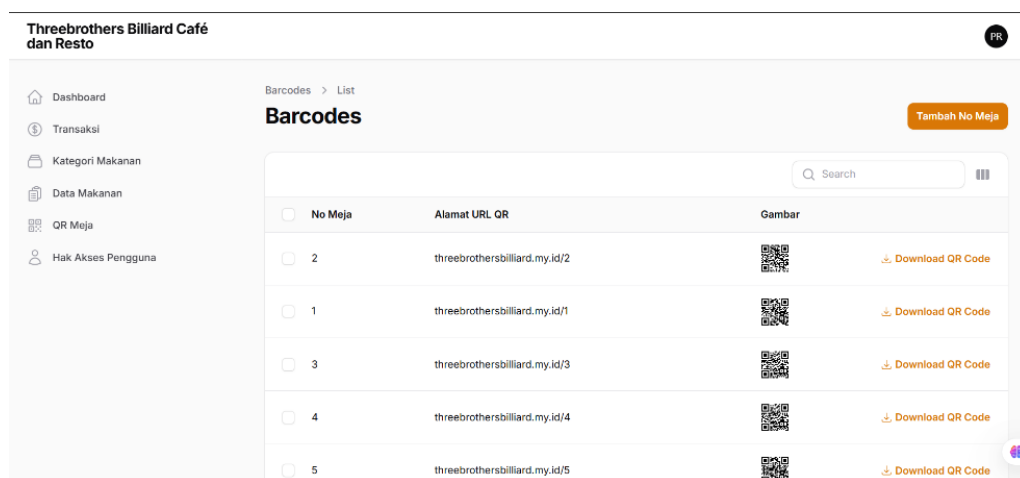 Threebrothers Billiard Café
dan Resto
PR
Dashboard
Transaksi
Kategori Makanan
Data Makanan
QR Meja
Hak Akses Pengguna
Barcodes > List
Barcodes
Tambah No Meja
Search
No Meja Alamat URL QR Gambar
2 threebrothersbilliard.my.id/2 Download QR Code
1 threebrothersbilliard.my.id/1 Download QR Code
3 threebrothersbilliard.my.id/3 Download QR Code
4 threebrothersbilliard.my.id/4 Download QR Code
5 threebrothersbilliard.my.id/5 Download QR Code